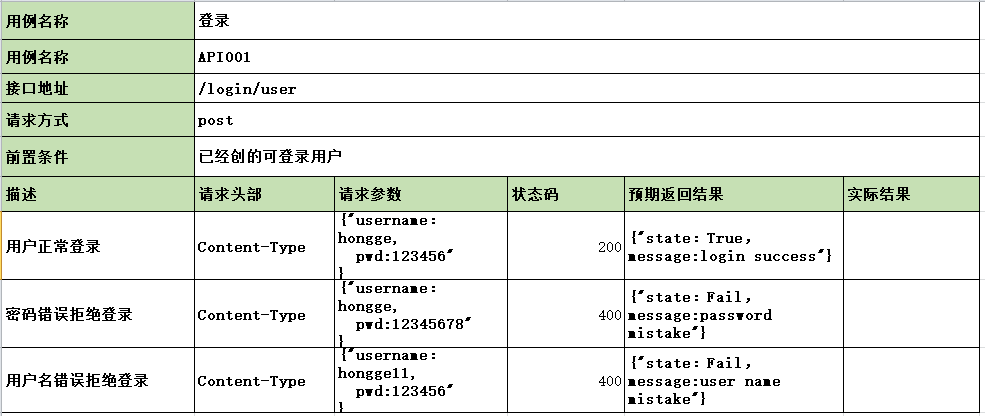 用例名称 登录
用例名称 API001
接口地址 /login/user
请求方式 post
前置条件 已经创的可登录用户
描述 请求头部 请求参数 状态码 预期返回结果 实际结果
用户正常登录 Content-Type
{"username:
hongge,
pwd:123456"
}
200
{"state:True,
message:login success"}
密码错误拒绝登录 Content-Type
{"username:
hongge,
pwd:12345678"
}
400
{"state:Fail,
message:password
mistake"}
用户名错误拒绝登录 Content-Type
{"username:
hongge11,
pwd:123456"
}
400
{"state:Fail,
message:user name
mistake"}